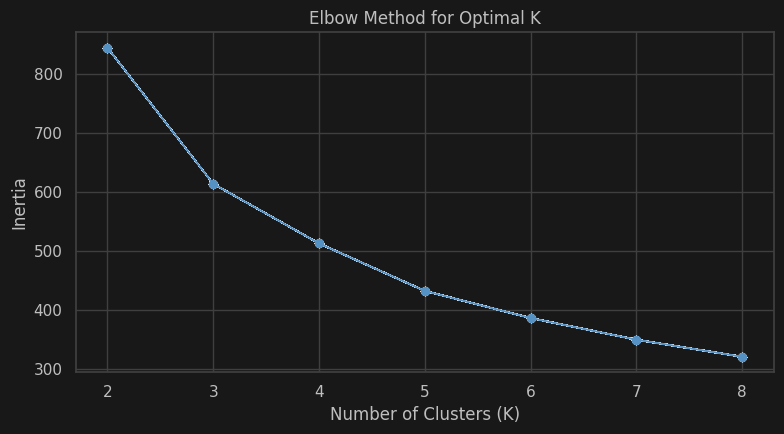 Elbow Method for Optimal K
800
700
600
500
400
300
Inertia
2 3 4 5 6 7 8
Number of Clusters (K)